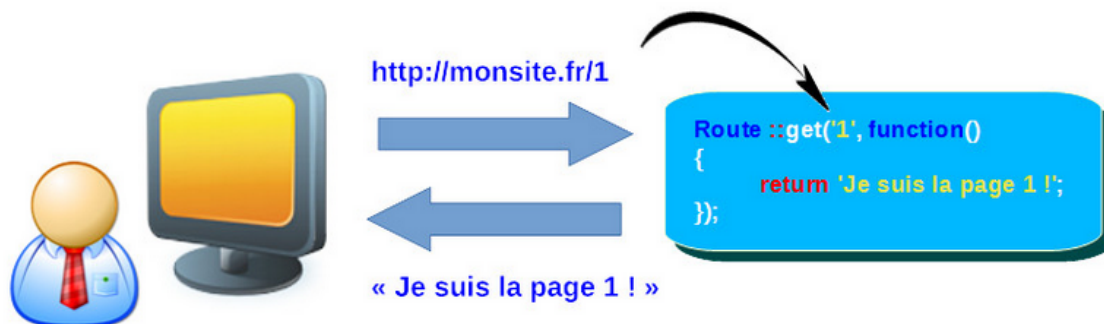 http://monsite.fr/1
Route ::get('1', function()
{
return 'Je suis la page 1 !';
});
« Je suis la page 1 ! »